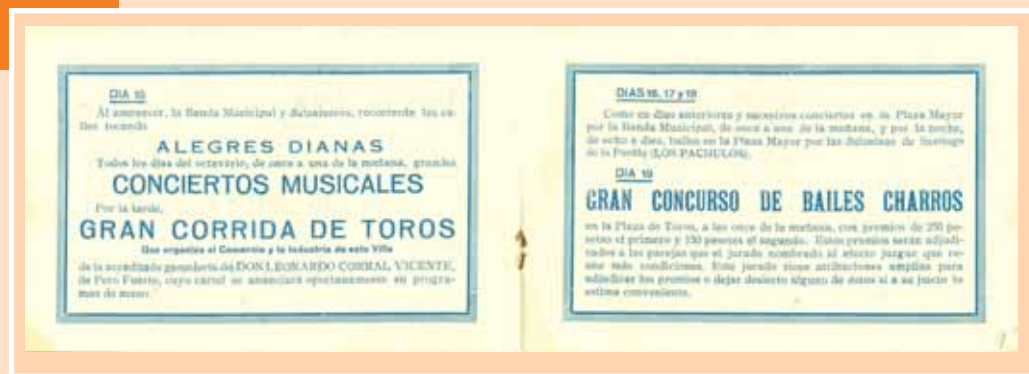 DIA 15
Al amanecer, la Banda Municipal y dulzaineros, recorrerán las ca-
lles tocando
ALEGRES DIANAS
Todos los días del octavario, de once a una de la mañana, grandes
CONCIERTOS MUSICALES
Por la tarde,
GRAN CORRIDA DE TOROS
Que organiza el Comercio y la Industria de esta Villa
de la acreditada ganadería de DON LEONARDO CORRAL VICENTE,
de Pero Fuerte, cuyo cartel se anunciará oportunamente en progra-
mas de mano.
DIAS 16, 17 y 18
Como en días anteriores y sucesivos conciertos en la Plaza Mayor
por la Banda Municipal, de once a una de la mañana, y por la noche,
de ocho a diez, bailes en la Plaza Mayor por las dulzainas de Santiago
de la Puebla (LOS PACHULOS).
DIA 19
GRAN CONCURSO DE BAILES CHARROS
en la Plaza de Toros, a las once de la mañana, con premios de 250 pe-
setas el primero y 150 pesetas el segundo. Estos premios serán adjudi-
cados a las parejas que el jurado nombrado al efecto juzgue que re-
une más condiciones. Este jurado tiene atribuciones amplias para
adjudicar los premios o dejar desierto alguno de éstos si a su juicio lo
estima conveniente.